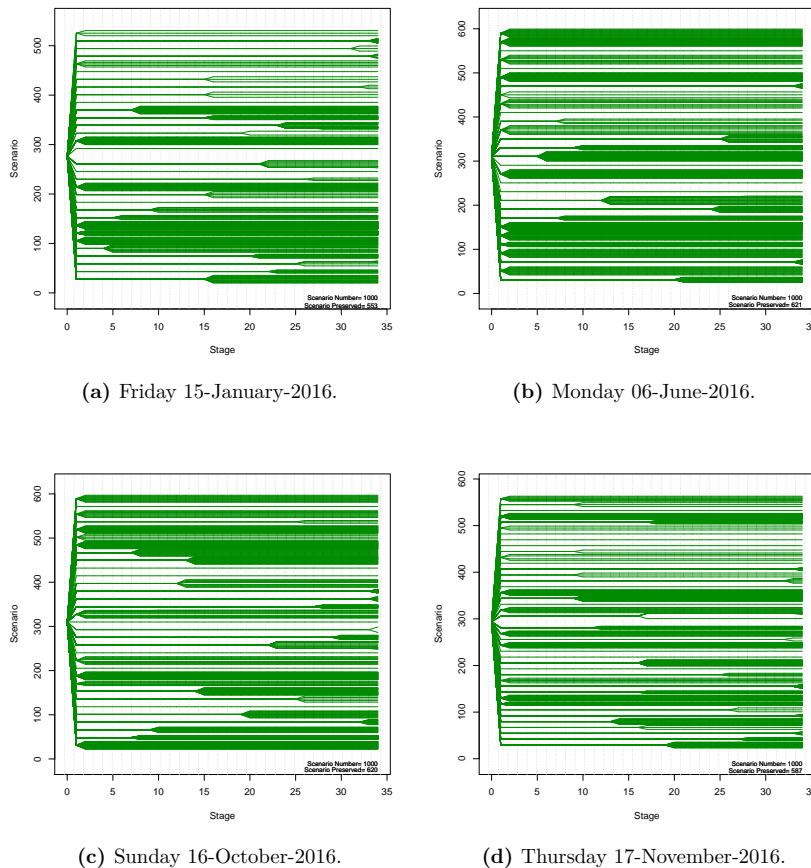 500
400
300
200
100
0
Scenario
Scenario Number= 1000
Scenario Preserved= 553
0 5 10 15 20 25 30 35
Stage
(a) Friday 15-January-2016.
600
500
400
300
200
100
0
Scenario
Scenario Number= 1000
Scenario Preserved= 621
0 5 10 15 20 25 30
Stage
(b) Monday 06-June-2016.
600
500
400
300
200
100
0
Scenario
Scenario Number= 1000
Scenario Preserved= 620
0 5 10 15 20 25 30 35
Stage
(c) Sunday 16-October-2016.
600
500
400
300
200
100
0
Scenario
Scenario Number= 1000
Scenario Preserved= 587
0 5 10 15 20 25 30
Stage
(d) Thursday 17-November-2016.